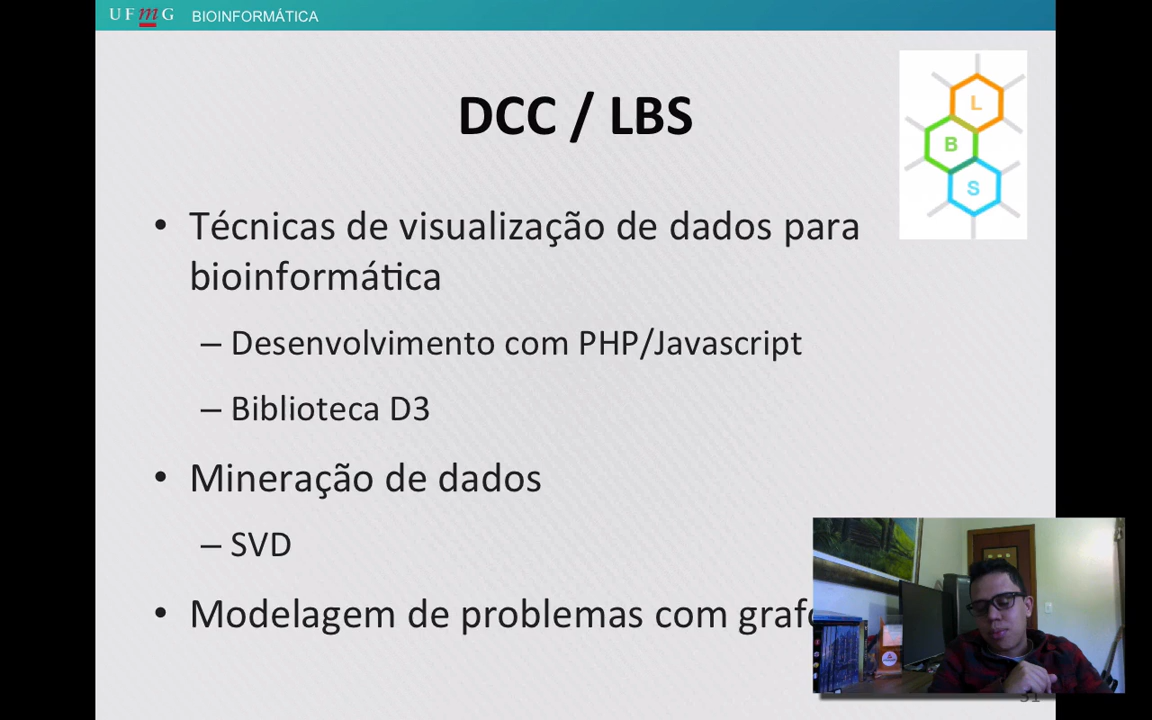 UFmG BIOINFORMÁTICA
DCC / LBS
L
B
S
• Técnicas de visualização de dados para
bioinformática
– Desenvolvimento com PHP/Javascript
– Biblioteca D3
• Mineração de dados
– SVD
• Modelagem de problemas com